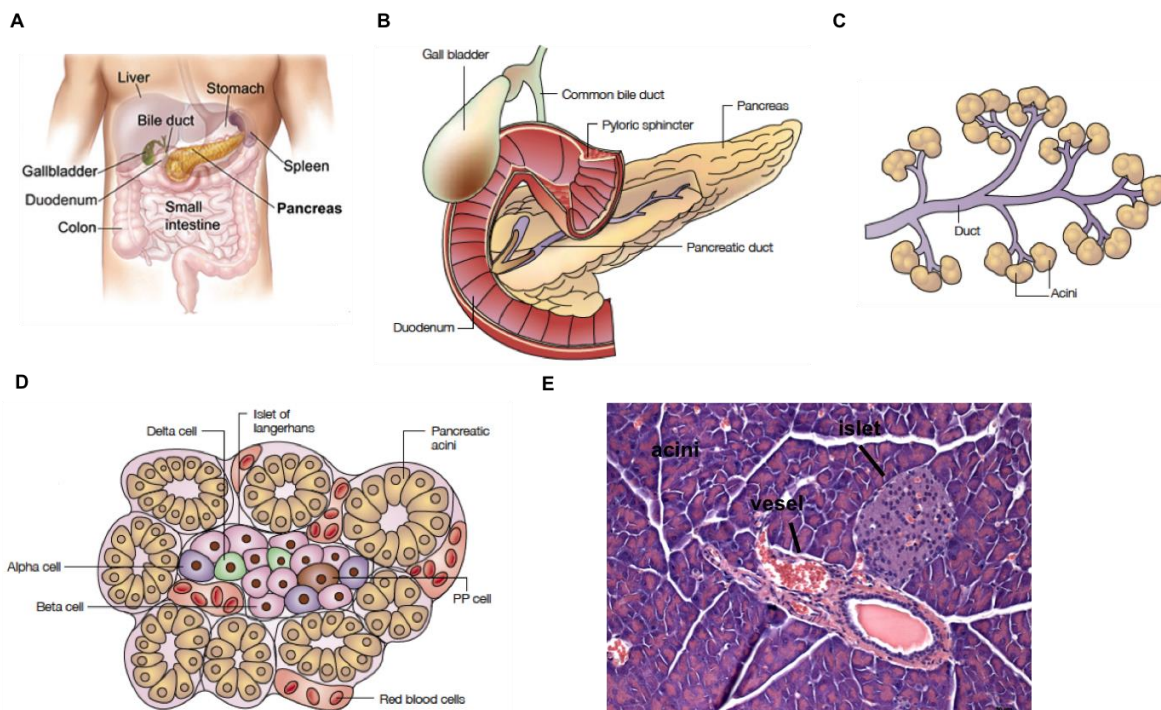 A
Liver
Stomach
Bile duct
Gallbladder
Spleen
Duodenum
Small
intestine
Pancreas
Colon
B
Gall bladder
Common bile duct
Pyloric sphincter
Pancreas
Pancreatic duct
Duodenum
C
Duct
Acini
D
Delta cell
Islet of
langerhans
Pancreatic
acini
Alpha cell
Beta cell
PP cell
Red blood cells
E
acini
islet
vesel